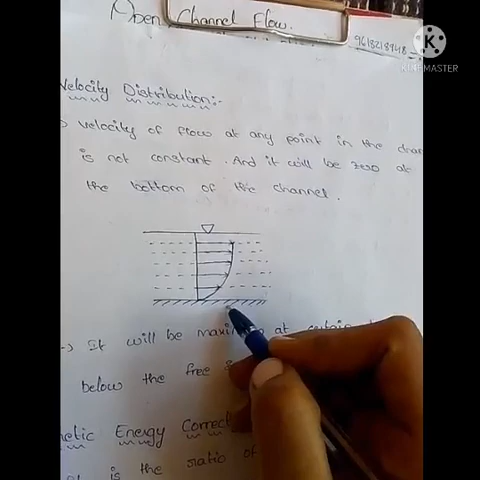 Open Channel Flow.
9618218948
K
KINEMASTER
Velocity Distribution:-
Velocity of flow at any point in the
is not constant. And it will be zero at
the bottom of the channel.
-> It will be at
below the free
Energy
is the ratio of